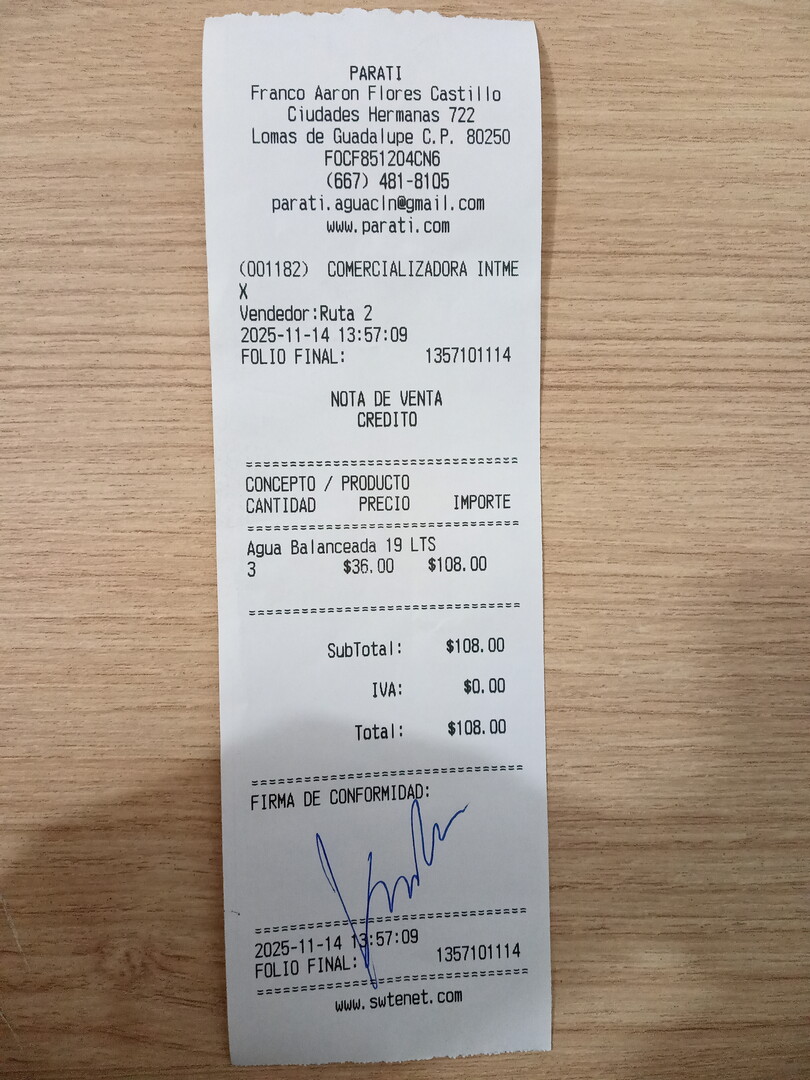 PARATI
Franco Aaron Flores Castillo
Ciudades Hermanas 722
Lomas de Guadalupe C.P. 80250
FOCF851204CN6
(667) 481-8105
parati.aguacln@gmail.com
www.parati.com
(001182) COMERCIALIZADORA INTME
X
Vendedor:Ruta 2
2025-11-14 13:57:09
FOLIO FINAL: 1357101114
NOTA DE VENTA
CREDITO
===============================
CONCEPTO / PRODUCTO
CANTIDAD PRECIO IMPORTE
===============================
Agua Balanceada 19 LTS
3 $36.00 $108.00
===============================
SubTotal: $108.00
IVA: $0.00
Total: $108.00
===============================
FIRMA DE CONFORMIDAD:
===============================
2025-11-14 13:57:09
FOLIO FINAL: 1357101114
===============================
www.swtenet.com